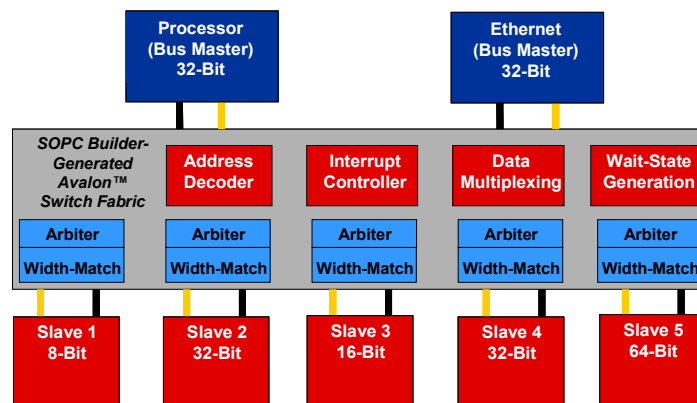 Processor
(Bus Master)
32-Bit
Ethernet
(Bus Master)
32-Bit
SOPC Builder-
Generated
Avalon™
Switch Fabric
Address
Decoder
Interrupt
Controller
Data
Multiplexing
Wait-State
Generation
Arbiter
Width-Match
Arbiter
Width-Match
Arbiter
Width-Match
Arbiter
Width-Match
Arbiter
Width-Match
Slave 1
8-Bit
Slave 2
32-Bit
Slave 3
16-Bit
Slave 4
32-Bit
Slave 5
64-Bit